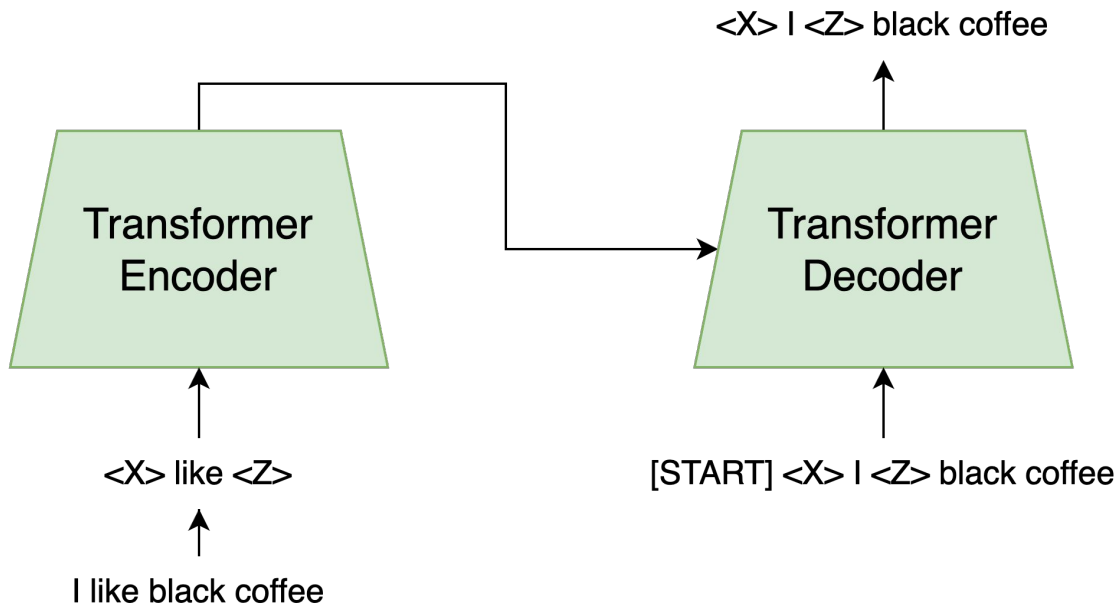 <X> I <Z> black coffee
Transformer
Encoder
Transformer
Decoder
<X> like <Z>
[START] <X> I <Z> black coffee
I like black coffee